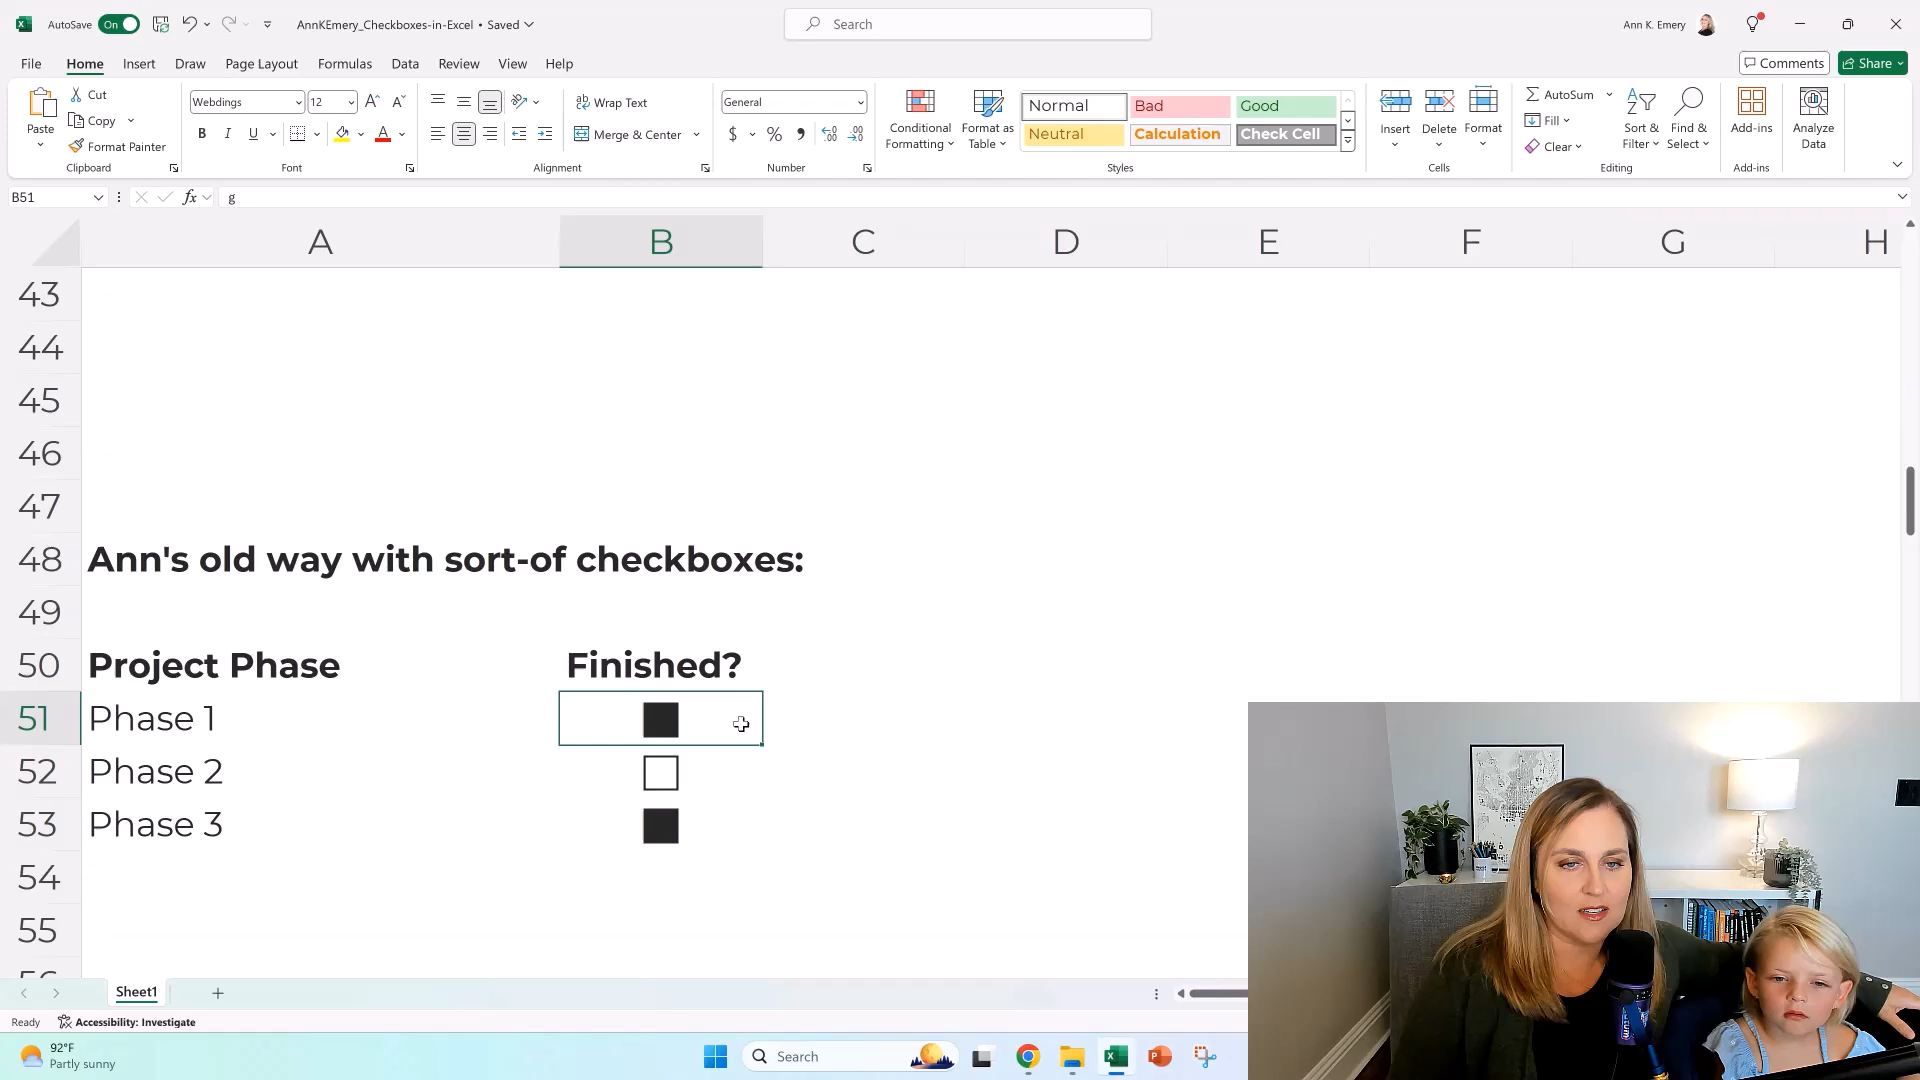 AutoSave On AnnKEmery_Checkboxes-in-Excel • Saved Search Ann K. Emery
File Home Insert Draw Page Layout Formulas Data Review View Help Comments Share
Paste Cut Copy Format Painter Clipboard
Webdings 12 B I U A Font
Wrap Text Merge & Center Alignment
General $ % , Number
Conditional Formatting Format as Table
Normal Bad Good
Neutral Calculation Check Cell
Styles
Insert Delete Format Cells
AutoSum Fill Clear Sort & Filter Find & Select Editing
Add-ins Add-ins
Analyze Data
B51 fx g
A B C D E F G H
43
44
45
46
47
48 Ann's old way with sort-of checkboxes:
49
50 Project Phase Finished?
51 Phase 1
52 Phase 2
53 Phase 3
54
55
56
Sheet1
Ready Accessibility: Investigate
92°F
Partly sunny
Search